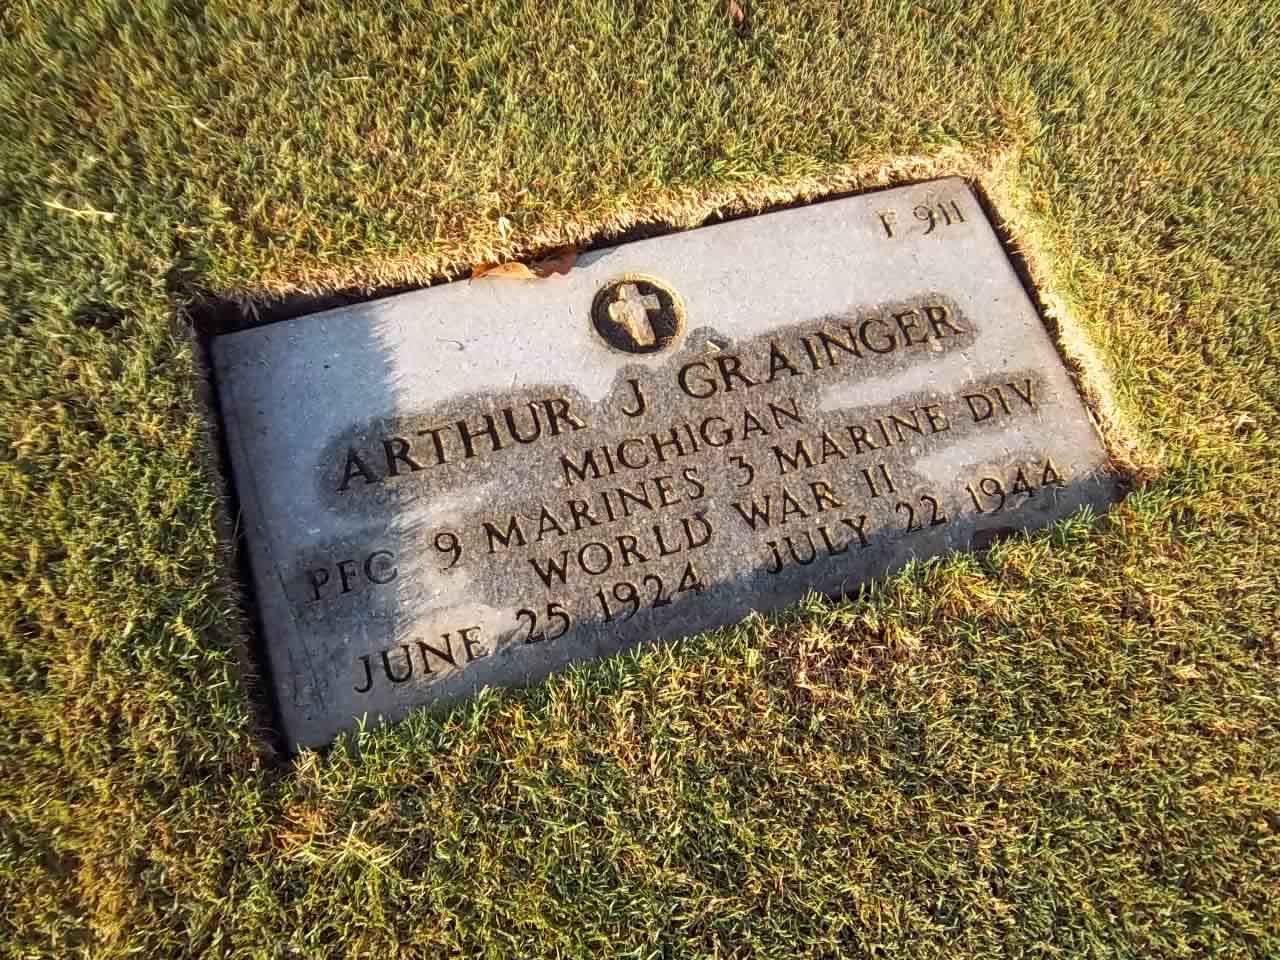 F 911
ARTHUR J GRAINGER
MICHIGAN
PFC 9 MARINES 3 MARINE DIV
WORLD WAR II
JUNE 25 1924 JULY 22 1944